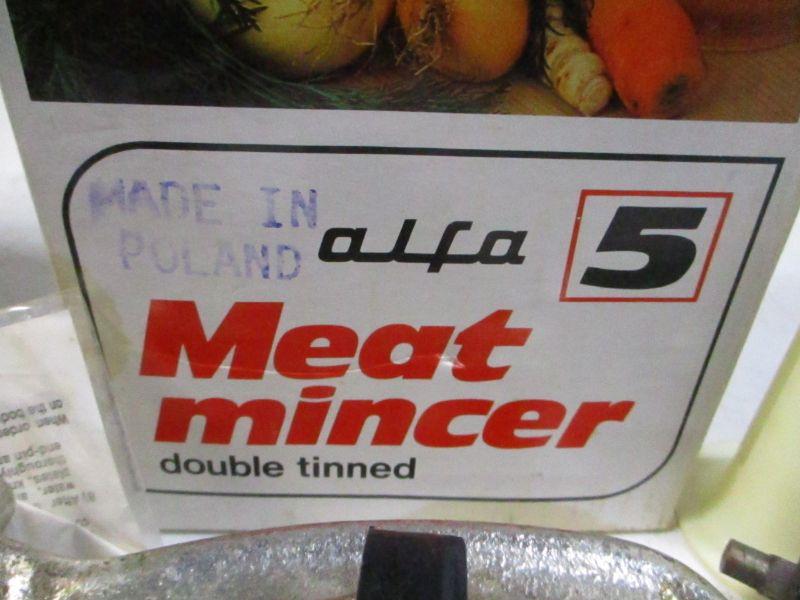 MADE IN
POLAND
alfa 5
Meat
mincer
double tinned